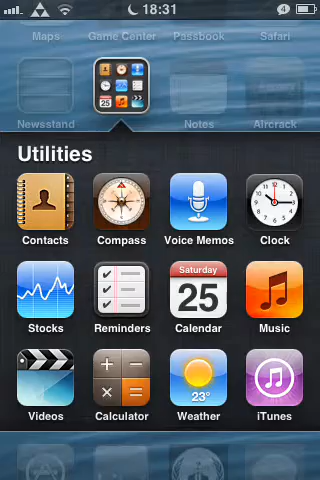 18:31
4
Maps Game Center Passbook Safari
Newsstand Notes Aircrack
Utilities
Contacts Compass Voice Memos Clock
Saturday
25
Stocks Reminders Calendar Music
23°
Videos Calculator Weather iTunes